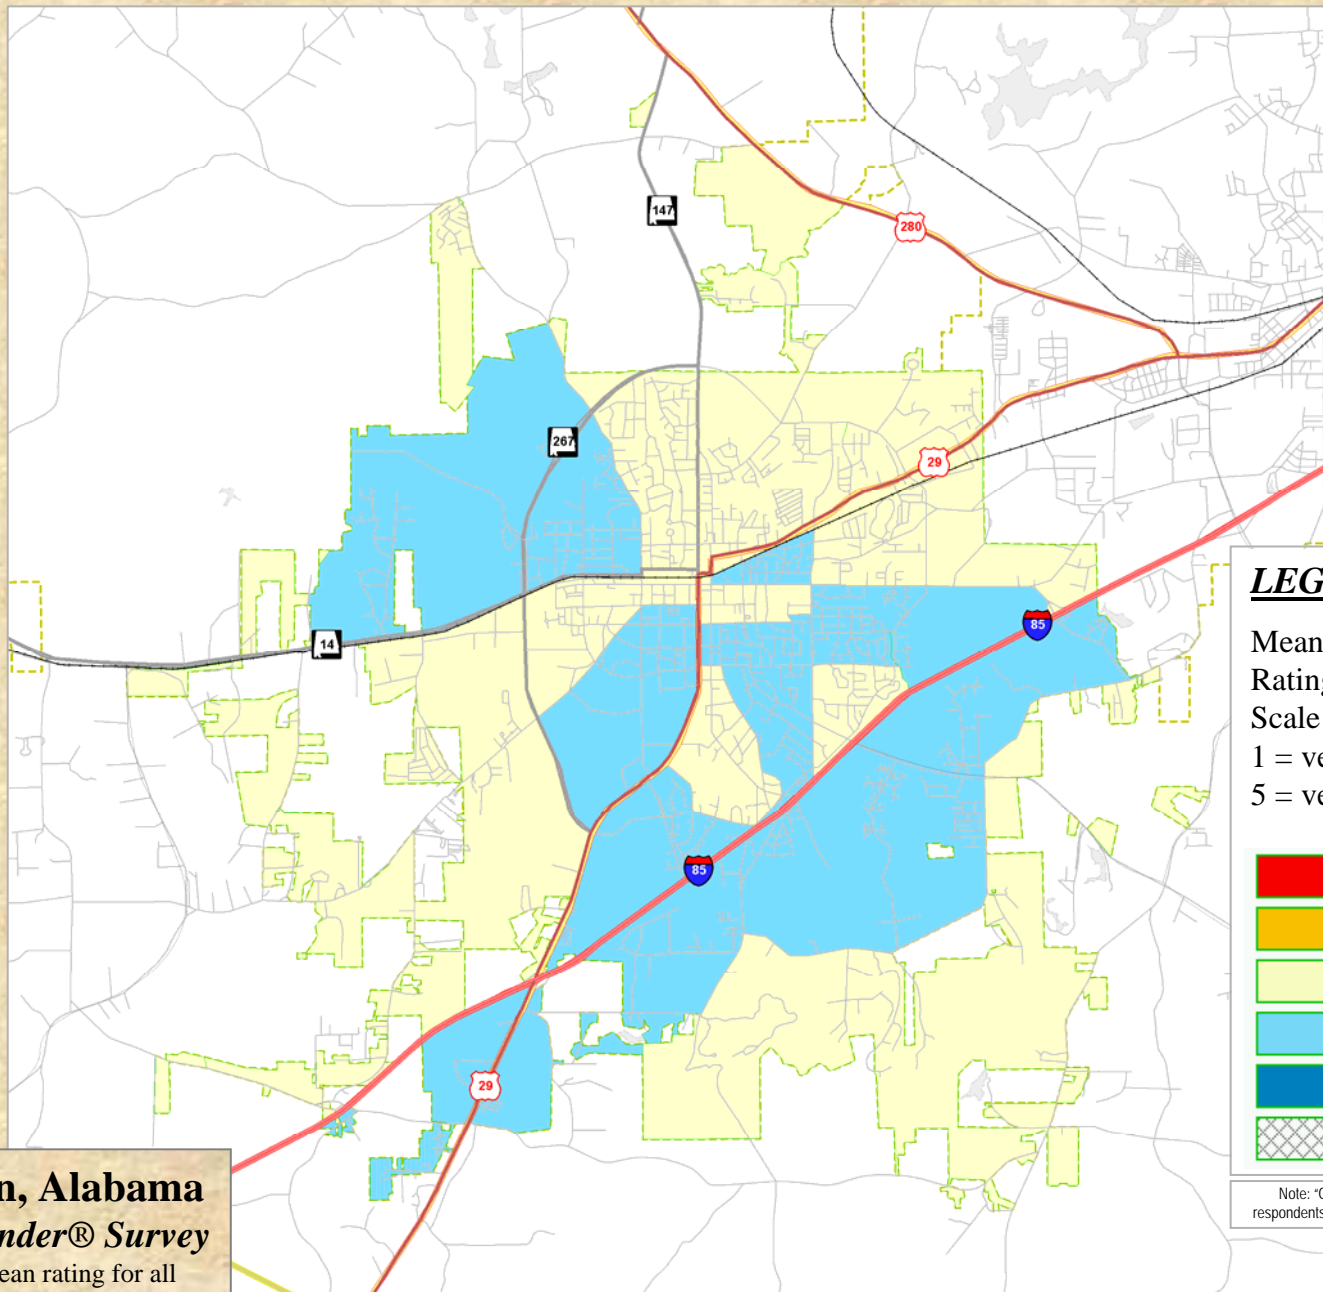 147
280
267
29
14
85
85
29
LEG
Mean
Rating
Scale
1 = ve
5 = ve
Note: "C
respondents
n, Alabama
nder® Survey
ean rating for all